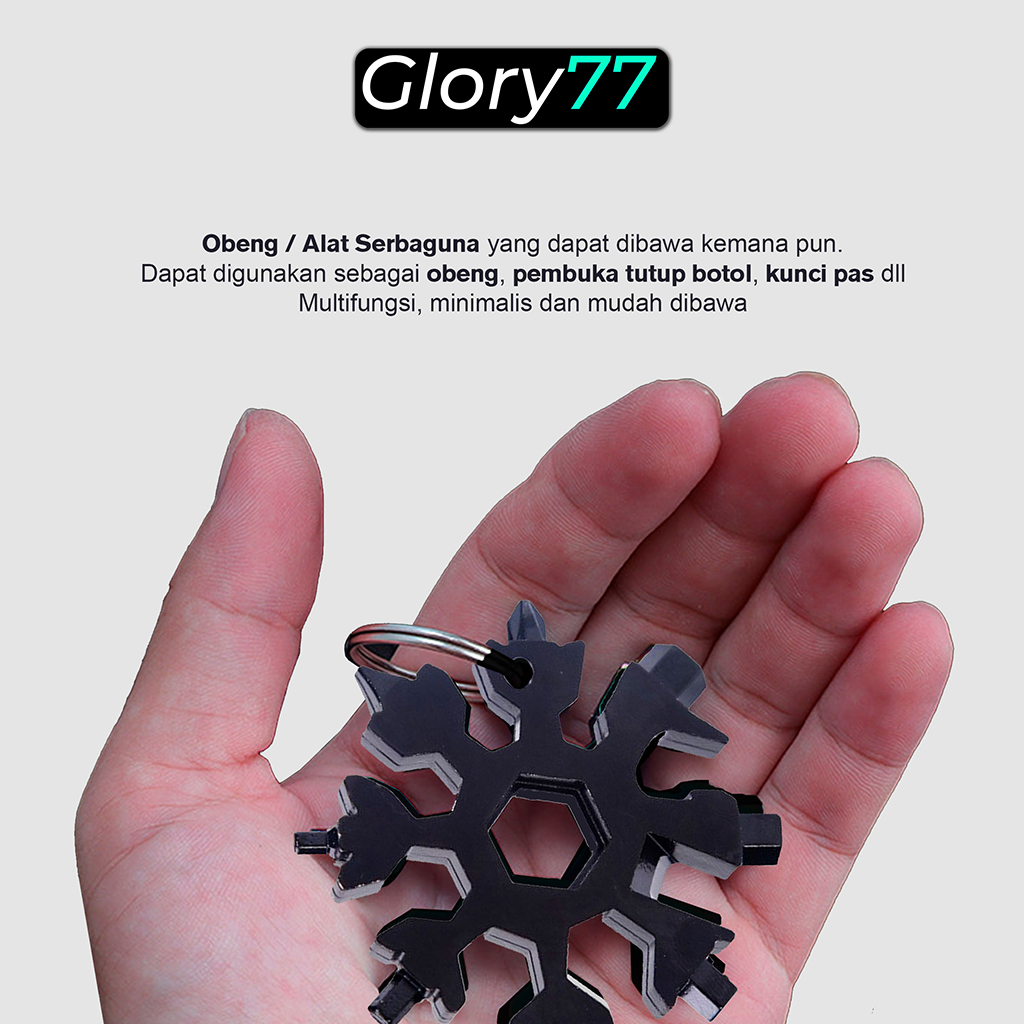 Glory77
Obeng / Alat Serbaguna yang dapat dibawa kemana pun.
Dapat digunakan sebagai obeng, pembuka tutup botol, kunci pas dll
Multifungsi, minimalis dan mudah dibawa